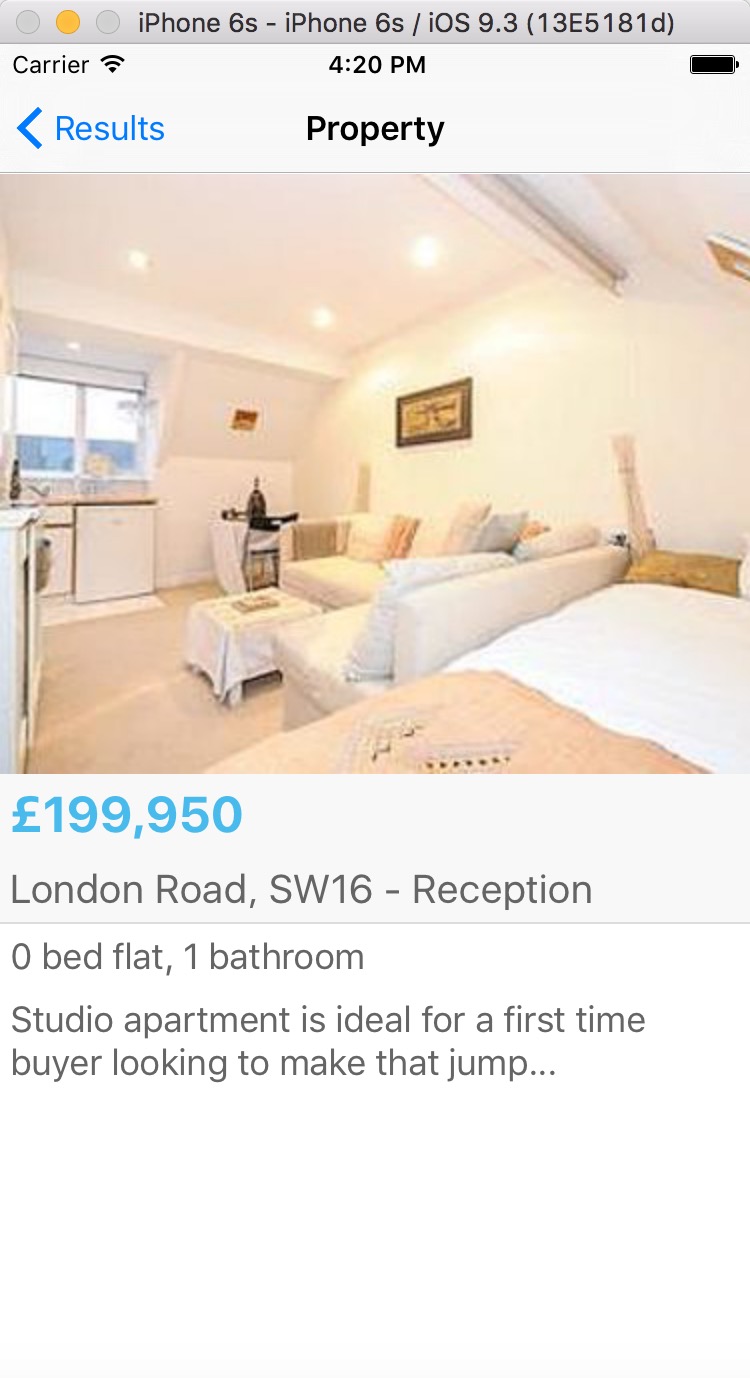 iPhone 6s - iPhone 6s / iOS 9.3 (13E5181d)
Carrier 4:20 PM
Results Property
£199,950
London Road, SW16 - Reception
0 bed flat, 1 bathroom
Studio apartment is ideal for a first time
buyer looking to make that jump...